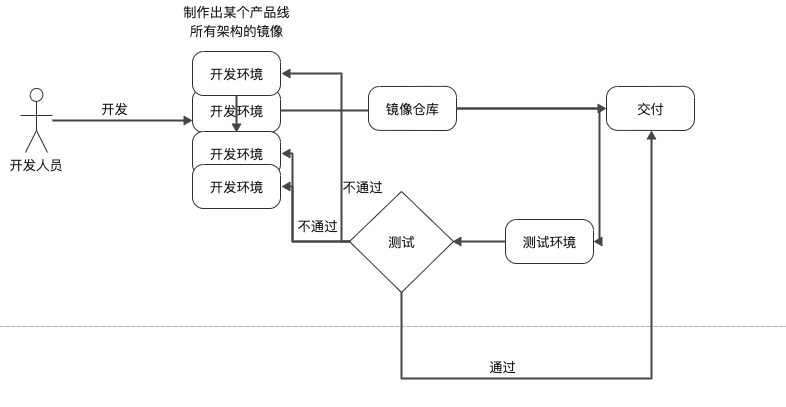 制作出某个产品线
所有架构的镜像
开发环境
开发
开发环境
镜像仓库
交付
开发环境
开发人员
开发环境
不通过
不通过
测试
测试环境
通过